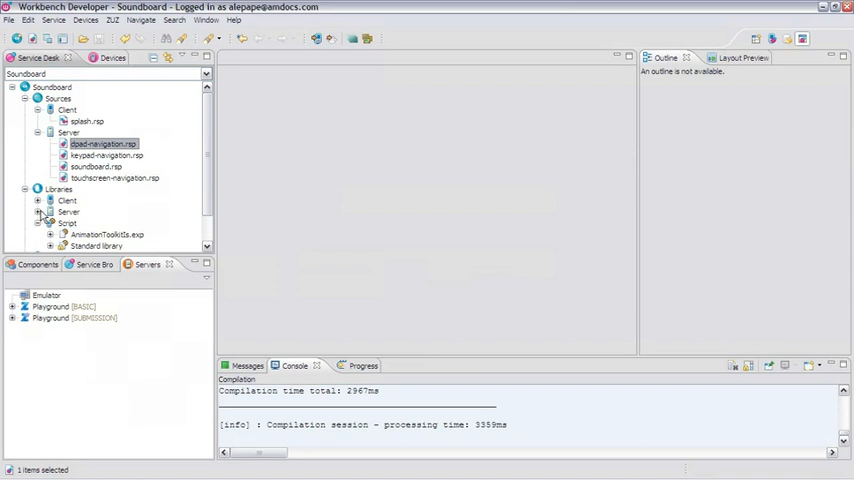 Workbench Developer - Soundboard - Logged in as alepape@amdocs.com
File Edit Service Devices ZUZ Navigate Search Window Help
Service Desk Devices
Soundboard
Soundboard
Sources
Client
splash.rsp
Server
dpad-navigation.rsp
keypad-navigation.rsp
soundboard.rsp
touchscreen-navigation.rsp
Libraries
Client
Server
Script
AnimationToolkitIs.exp
Standard library
Outline Layout Preview
An outline is not available.
Components Service Bro Servers
Emulator
Playground [BASIC]
Playground [SUBMISSION]
Messages Console Progress
Compilation
Compilation time total: 2967ms
[info] : Compilation session - processing time: 3359ms
1 items selected